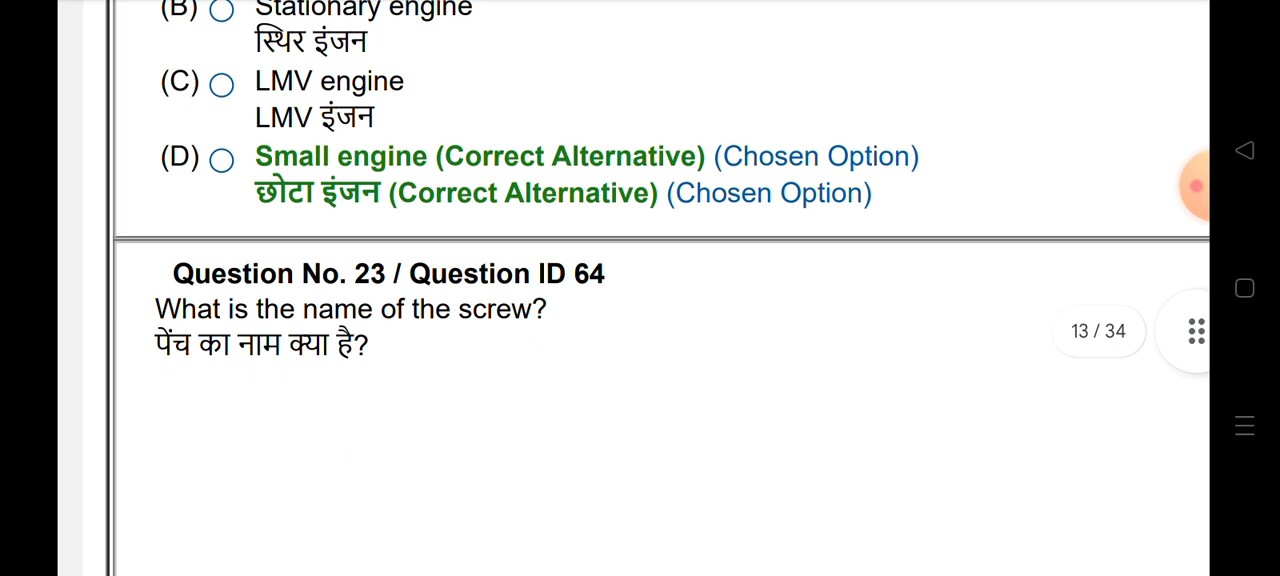 (B) Stationary engine
स्थिर इंजन
(C) LMV engine
LMV इंजन
(D) Small engine (Correct Alternative) (Chosen Option)
छोटा इंजन (Correct Alternative) (Chosen Option)
Question No. 23 / Question ID 64
What is the name of the screw?
पेंच का नाम क्या है?
13 / 34